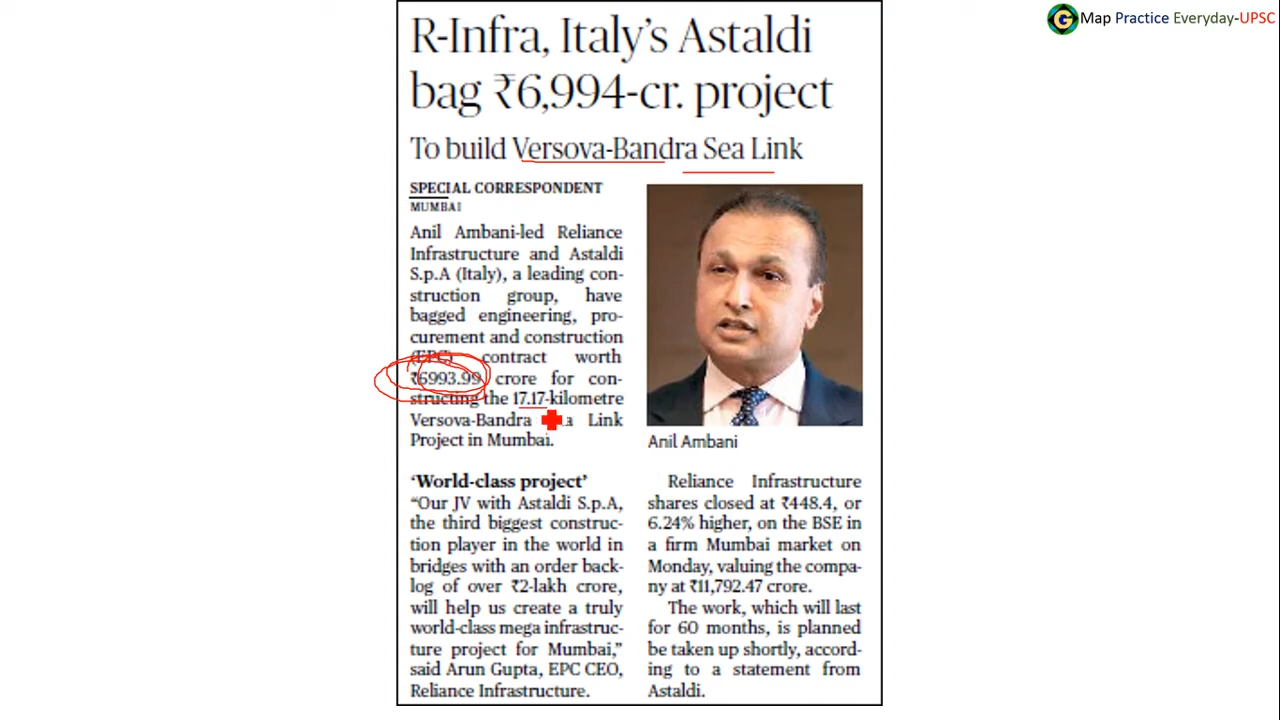 Map Practice Everyday-UPSC
R-Infra, Italy's Astaldi
bag ₹6,994-cr. project
To build Versova-Bandra Sea Link
SPECIAL CORRESPONDENT
MUMBAI
Anil Ambani-led Reliance
Infrastructure and Astaldi
S.p.A (Italy), a leading con-
struction group, have
bagged engineering, pro-
curement and construction
(EPC) contract worth
₹6993.99 crore for con-
structing the 17.17-kilometre
Versova-Bandra Link
Project in Mumbai.
Anil Ambani
'World-class project'
"Our JV with Astaldi S.p.A,
the third biggest construc-
tion player in the world in
bridges with an order back-
log of over ₹2-lakh crore,
will help us create a truly
world-class mega infrastruc-
ture project for Mumbai,"
said Arun Gupta, EPC CEO,
Reliance Infrastructure.
Reliance Infrastructure
shares closed at ₹448.4, or
6.24% higher, on the BSE in
a firm Mumbai market on
Monday, valuing the compa-
ny at ₹11,792.47 crore.
The work, which will last
for 60 months, is planned
be taken up shortly, accord-
ing to a statement from
Astaldi.